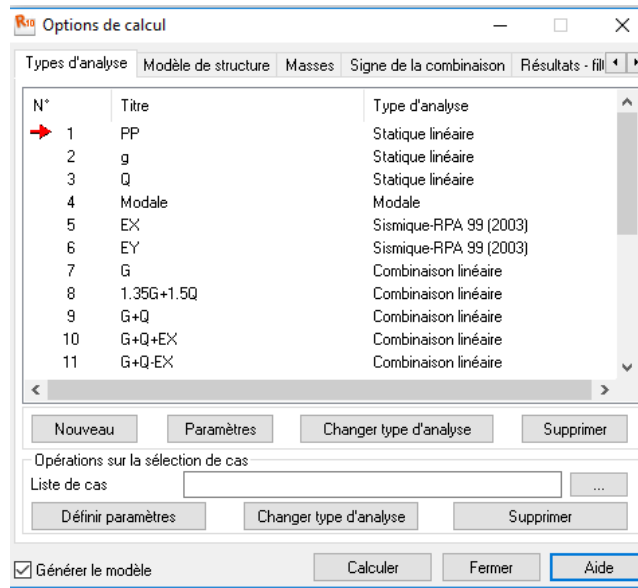 R10 Options de calcul
Types d'analyse Modèle de structure Masses Signe de la combinaison Résultats - filt
N° Titre Type d'analyse
1 PP Statique linéaire
2 g Statique linéaire
3 Q Statique linéaire
4 Modale Modale
5 EX Sismique-RPA 99 (2003)
6 EY Sismique-RPA 99 (2003)
7 G Combinaison linéaire
8 1.35G+1.5Q Combinaison linéaire
9 G+Q Combinaison linéaire
10 G+Q+EX Combinaison linéaire
11 G+Q-EX Combinaison linéaire
Nouveau Paramètres Changer type d'analyse Supprimer
Opérations sur la sélection de cas
Liste de cas ...
Définir paramètres Changer type d'analyse Supprimer
Générer le modèle Calculer Fermer Aide